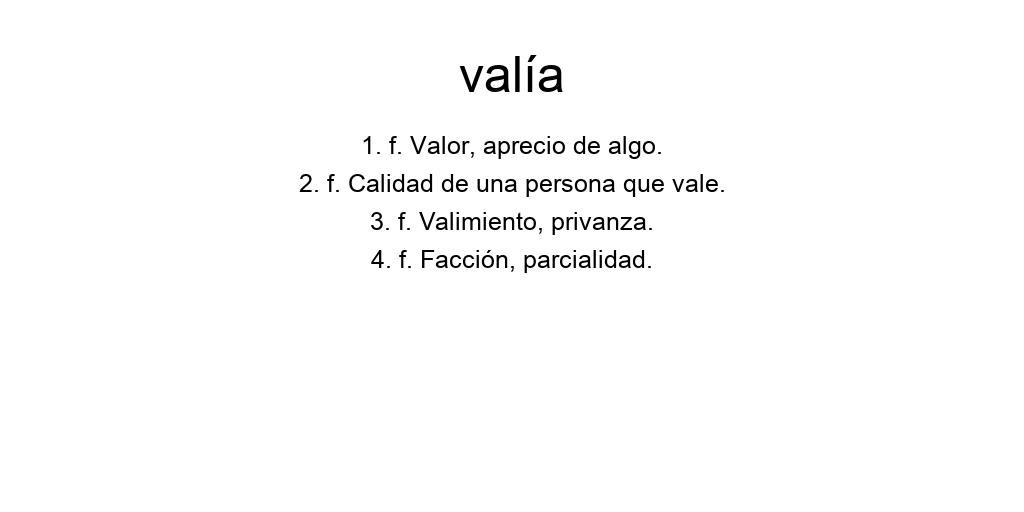 valía
1. f. Valor, aprecio de algo.
2. f. Calidad de una persona que vale.
3. f. Valimiento, privanza.
4. f. Facción, parcialidad.